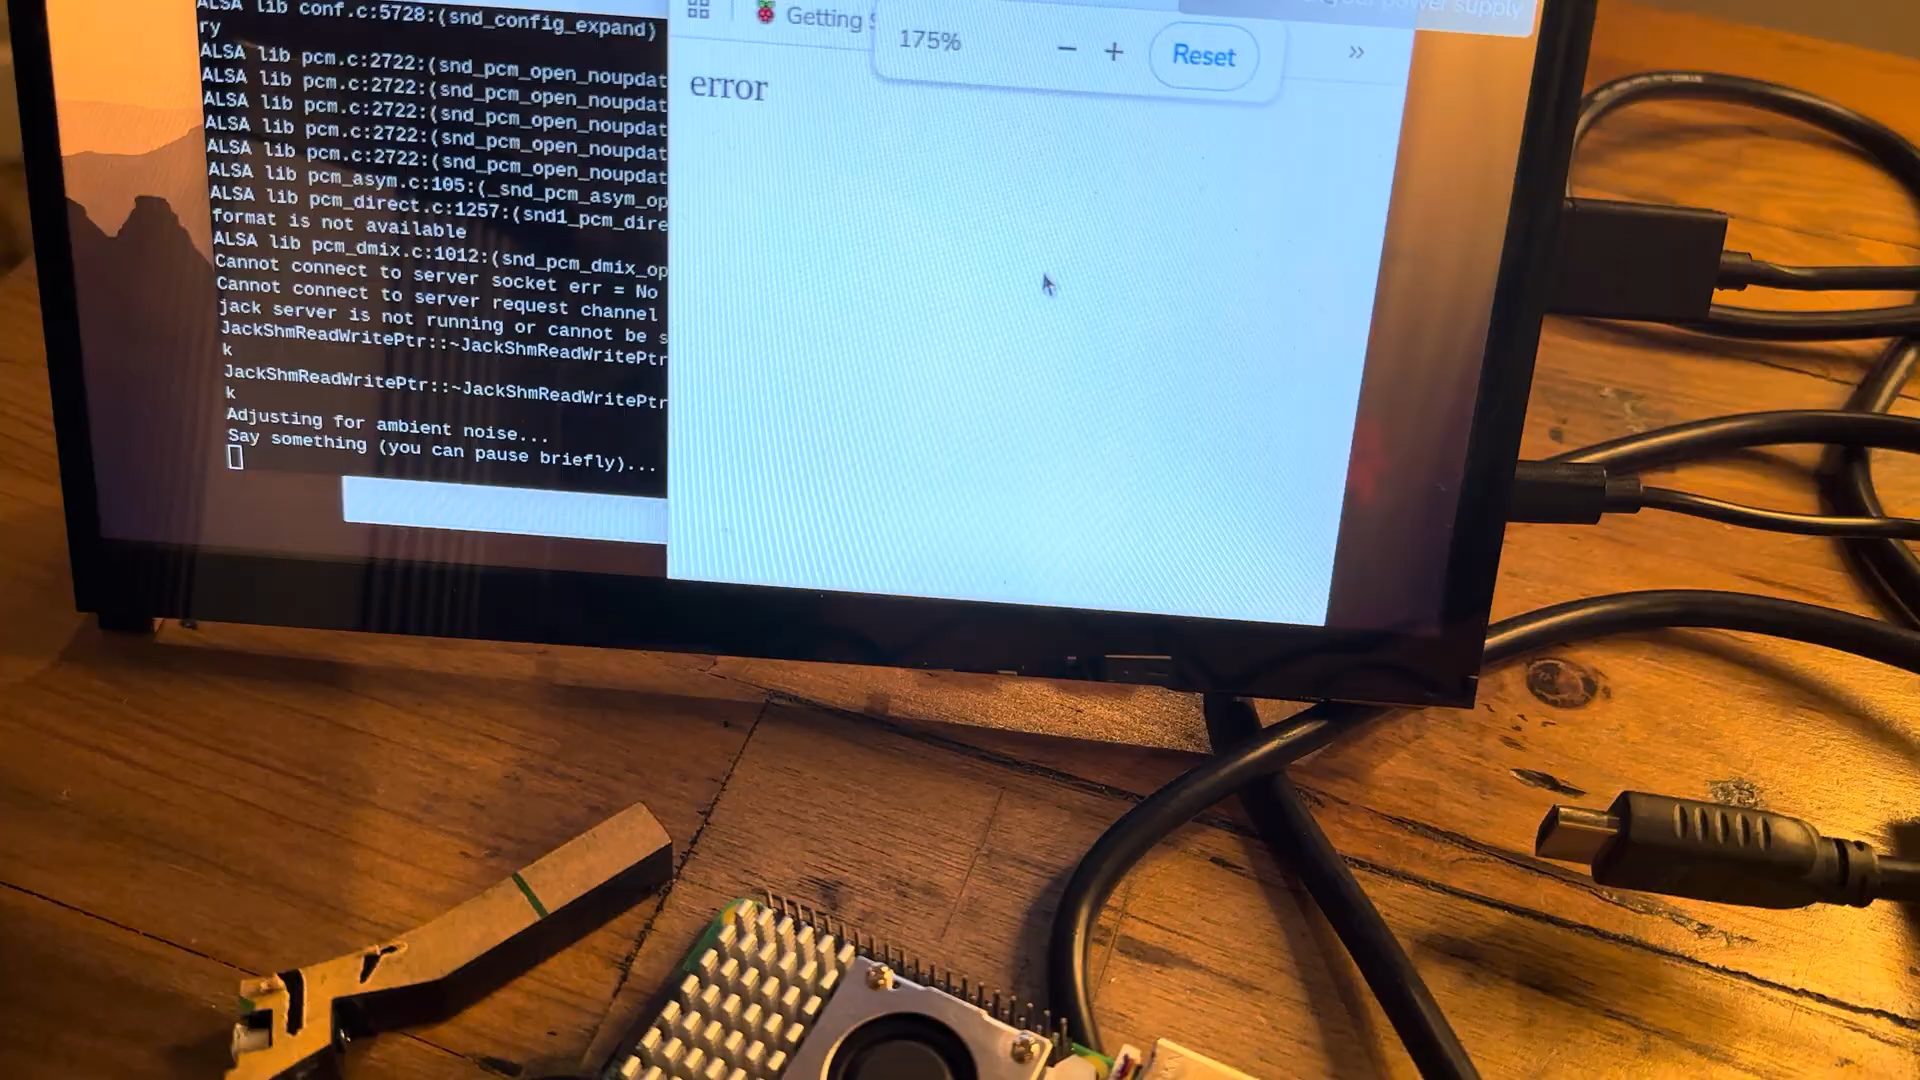 ALSA lib conf.c:5728:(snd_config_expand)
ry
ALSA lib pcm.c:2722:(snd_pcm_open_noupdat
ALSA lib pcm.c:2722:(snd_pcm_open_noupdat
ALSA lib pcm.c:2722:(snd_pcm_open_noupdat
ALSA lib pcm.c:2722:(snd_pcm_open_noupdat
ALSA lib pcm.c:2722:(snd_pcm_open_noupdat
ALSA lib pcm_asym.c:105:(_snd_pcm_asym_op
ALSA lib pcm_direct.c:1257:(snd1_pcm_dire
format is not available
ALSA lib pcm_dmix.c:1012:(snd_pcm_dmix_op
Cannot connect to server socket err = No
Cannot connect to server request channel
jack server is not running or cannot be s
JackShmReadWritePtr::~JackShmReadWritePtr
k
JackShmReadWritePtr::~JackShmReadWritePtr
k
Adjusting for ambient noise...
Say something (you can pause briefly)...
power supply
Getting
175% − + Reset »
error